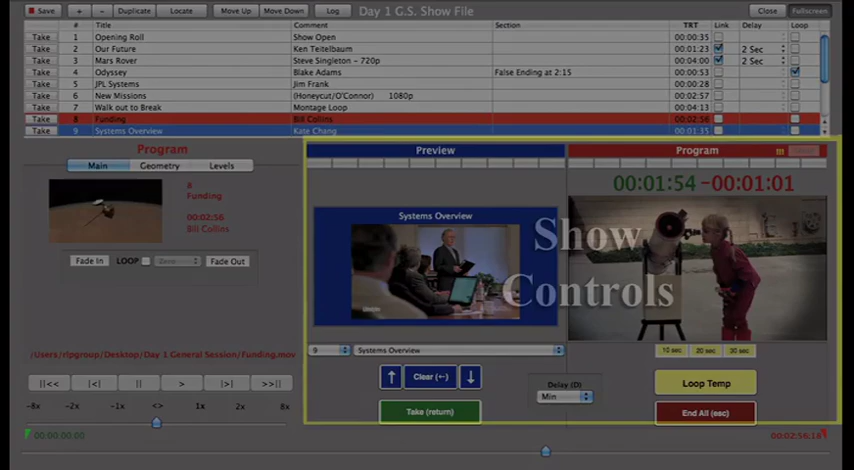 Save + - Duplicate Locate Move Up Move Down Log Day 1 G.S. Show File Close Fullscreen
# Title Comment Section TRT Link Delay Loop
Take 1 Opening Roll Show Open 00:00:35
Take 2 Our Future Ken Teitelbaum 00:01:23 2 Sec
Take 3 Mars Rover Steve Singleton - 720p 00:04:00 2 Sec
Take 4 Odyssey Blake Adams False Ending at 2:15 00:00:53
Take 5 JPL Systems Jim Frank 00:00:28
Take 6 New Missions (Honeycut/O'Connor) 1080p 00:02:57
Take 7 Walk out to Break Montage Loop 00:04:13
Take 8 Funding Bill Collins 00:02:56
Take 9 Systems Overview Kate Chang 00:01:35
Program
Main Geometry Levels
8
Funding
00:02:56
Bill Collins
Fade In LOOP Zero Fade Out
/Users/clpgroup/Desktop/Day 1 General Session/Funding.mov
||<< |<| || > |>| >>||
-8x -2x -1x <> 1x 2x 8x
Preview
Systems Overview
9 Systems Overview
↑ Clear (←) ↓
Take (return)
Delay (D)
Min
Program
00:01:54 -00:01:01
Show
Controls
10 sec 20 sec 30 sec
Loop Temp
End All (esc)
00:00:00:00 00:02:56:18